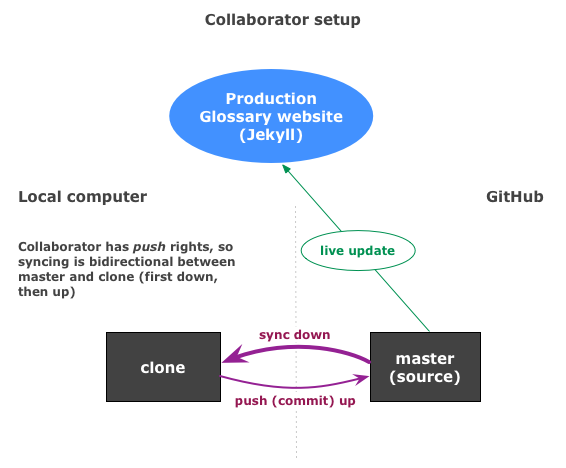 Collaborator setup
Production
Glossary website
(Jekyll)
Local computer
GitHub
Collaborator has push rights, so
syncing is bidirectional between
master and clone (first down,
then up)
live update
sync down
clone
master
(source)
push (commit) up